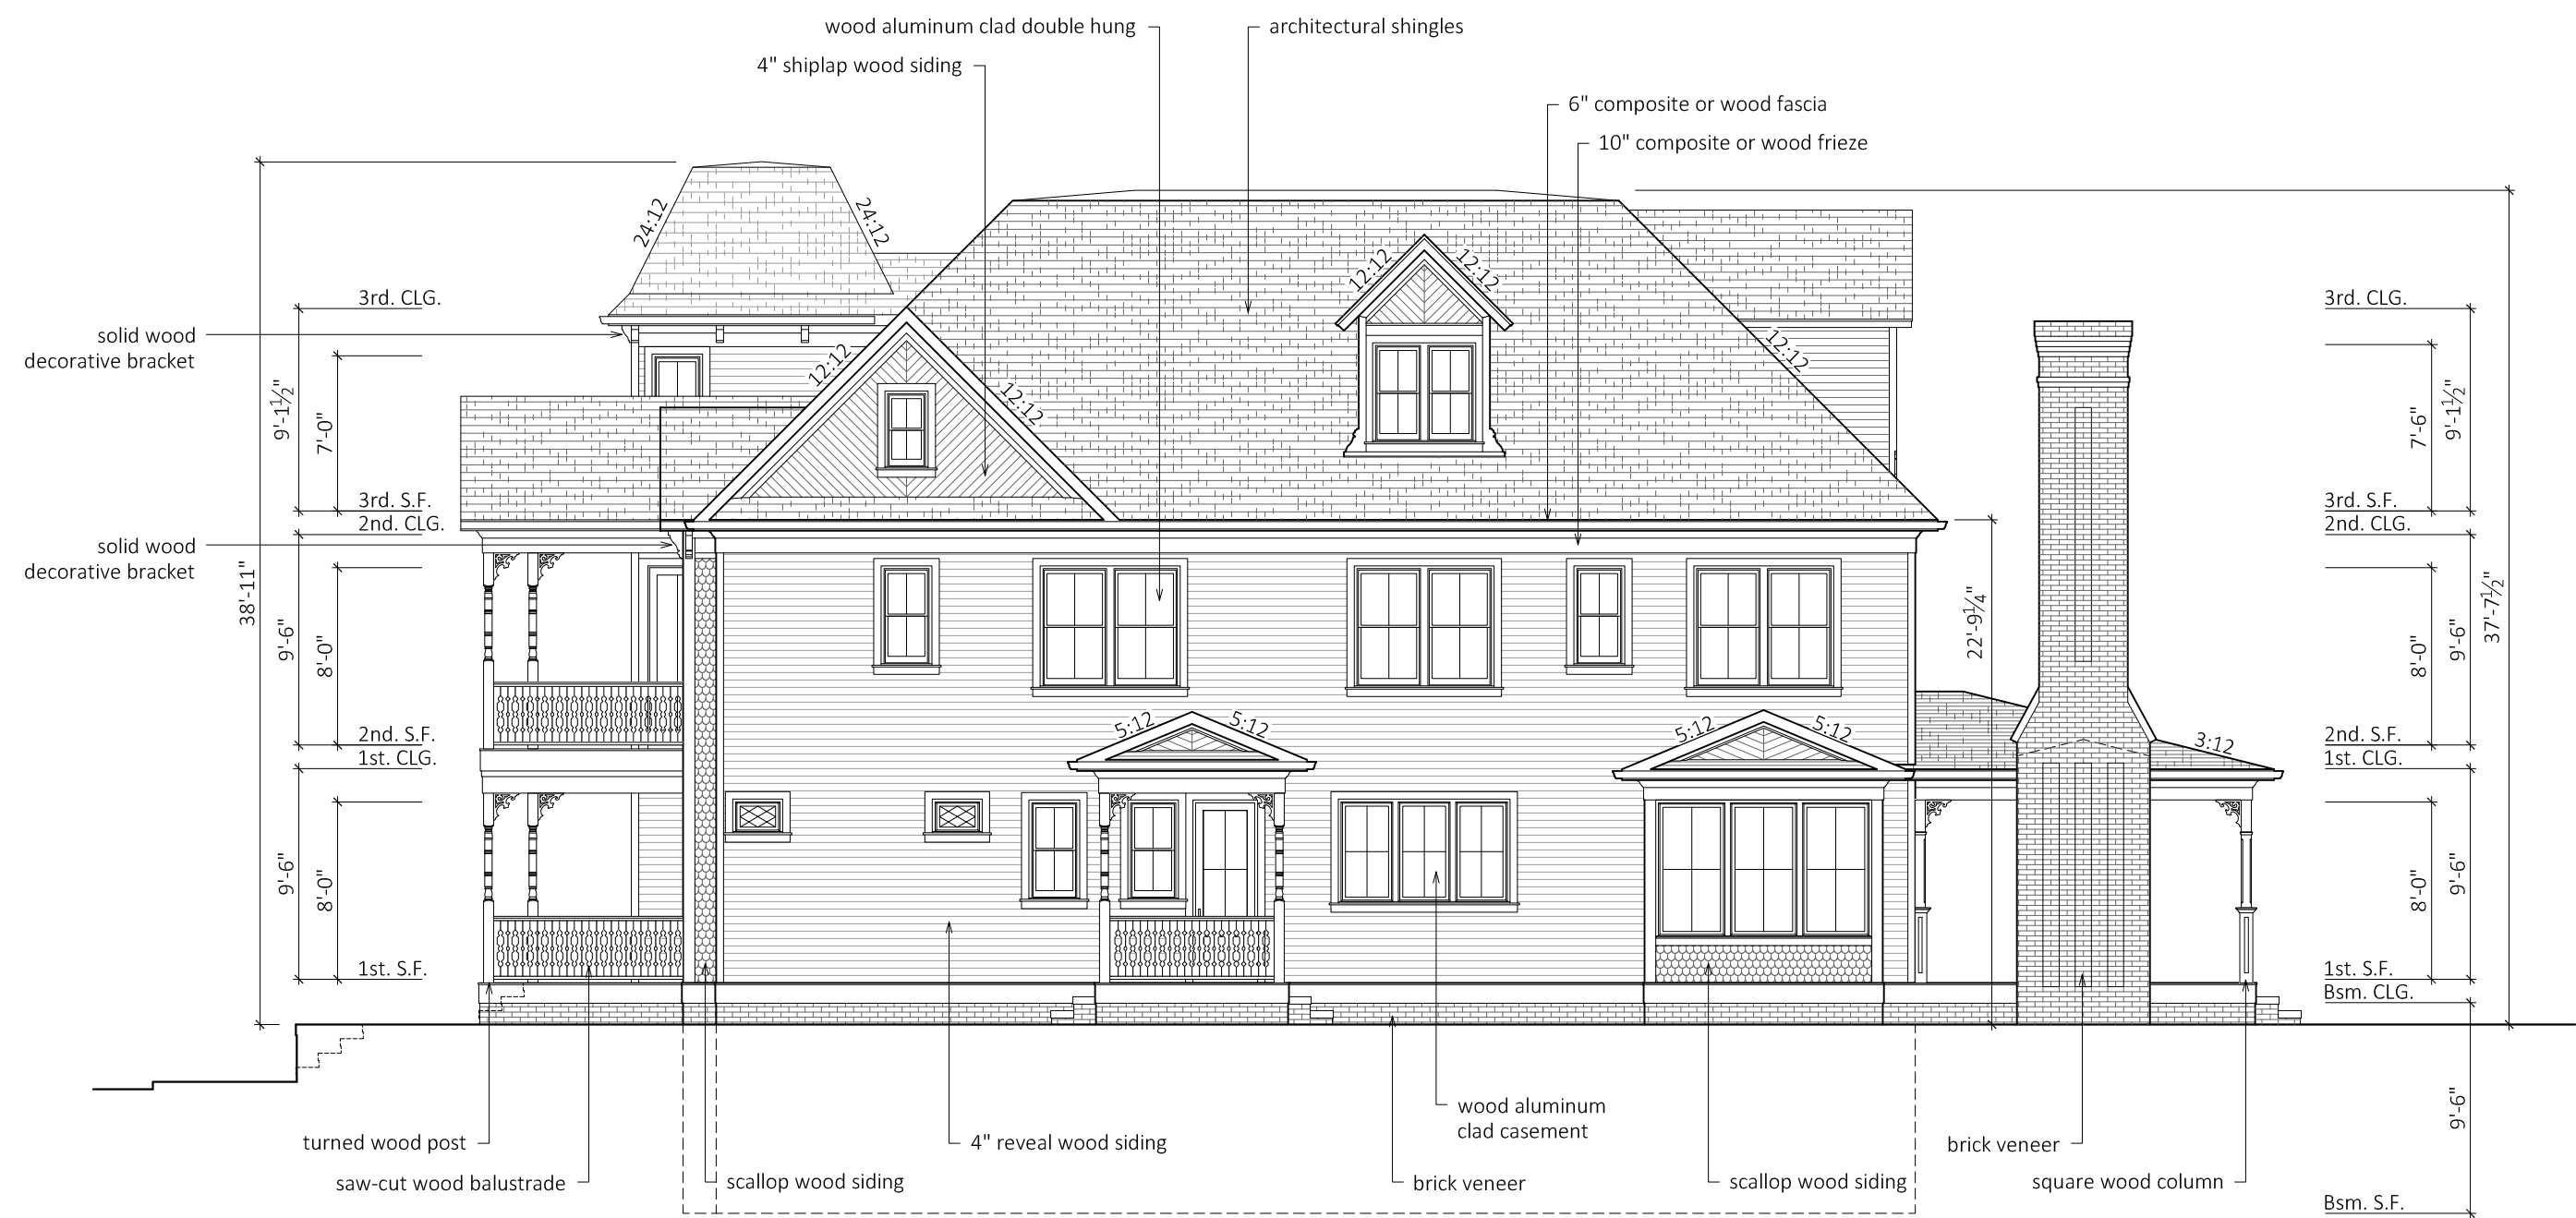 wood aluminum clad double hung
architectural shingles
4" shiplap wood siding
6" composite or wood fascia
10" composite or wood frieze
24:12
24:12
12:12
12:12
3rd. CLG.
3rd. CLG.
solid wood
decorative bracket
12:12
12:12
12:12
9'-1½"
7'-0"
7'-6"
9'-1½"
3rd. S.F.
3rd. S.F.
2nd. CLG.
2nd. CLG.
solid wood
decorative bracket
38'-11"
9'-6"
8'-0"
22'-9¼"
8'-0"
9'-6"
37'-7½"
5:12
5:12
5:12
5:12
2nd. S.F.
3:12
2nd. S.F.
1st. CLG.
1st. CLG.
9'-6"
8'-0"
8'-0"
9'-6"
1st. S.F.
1st. S.F.
Bsm. CLG.
9'-6"
wood aluminum
clad casement
turned wood post
4" reveal wood siding
brick veneer
saw-cut wood balustrade
scallop wood siding
brick veneer
scallop wood siding
square wood column
Bsm. S.F.